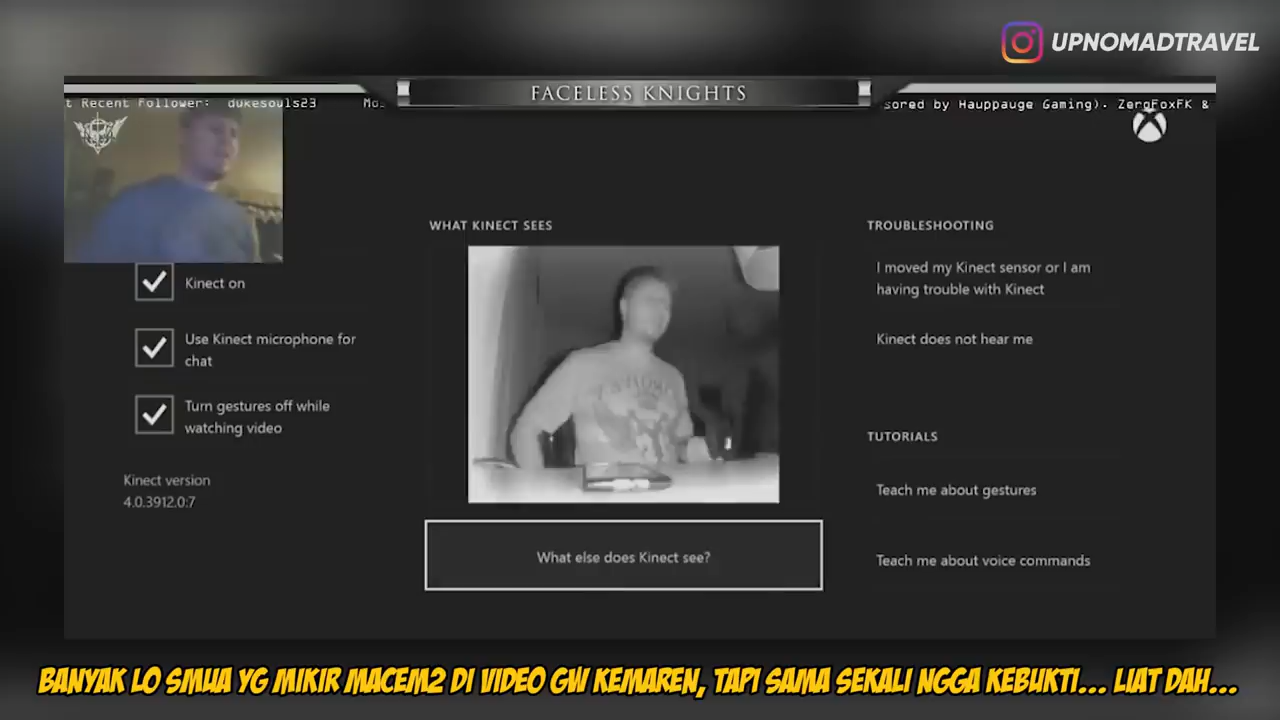 UPNOMADTRAVEL
FACELESS KNIGHTS
t Recent Follower: dukesouls23 Mos
sored by Hauppauge Gaming). ZeroFoxFK &
WHAT KINECT SEES
TROUBLESHOOTING
I moved my Kinect sensor or I am
having trouble with Kinect
Kinect on
Use Kinect microphone for
chat
Kinect does not hear me
Turn gestures off while
watching video
TUTORIALS
Kinect version
4.0.3912.0:7
Teach me about gestures
What else does Kinect see?
Teach me about voice commands
BANYAK LO SMUA YG MIKIR MACEM2 DI VIDEO GW KEMAREN, TAPI SAMA SEKALI NGGA KEBUKTI... LIAT DAH...